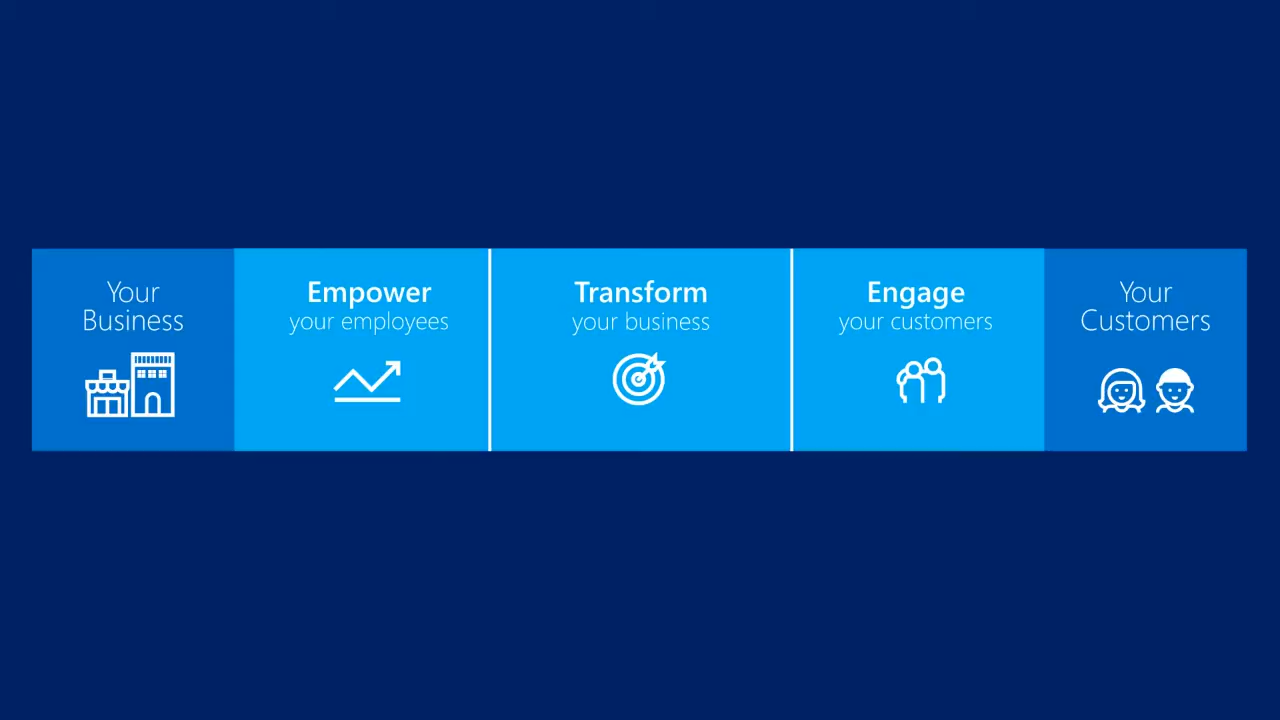 Your
Business
Empower
your employees
Transform
your business
Engage
your customers
Your
Customers